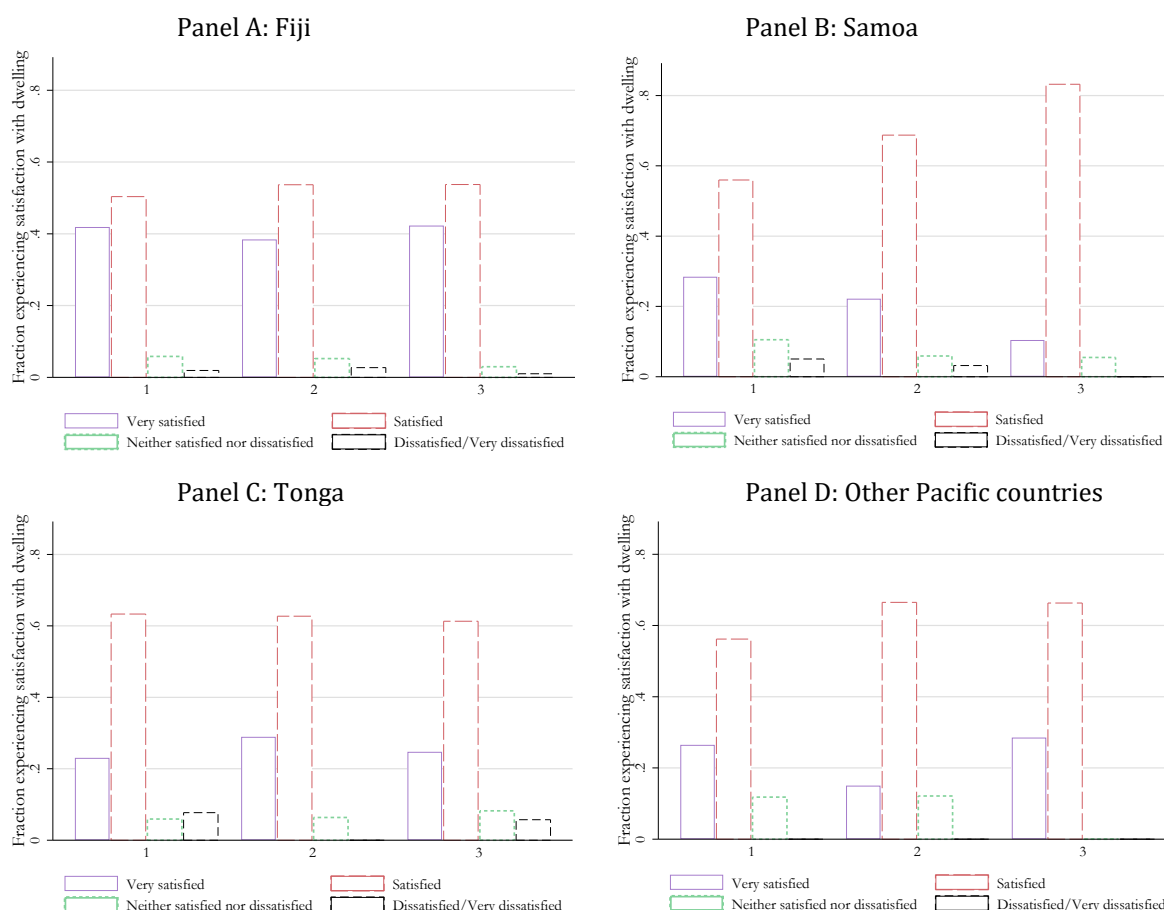 Panel A: Fiji
Fraction experiencing satisfaction with dwelling
0 .2 .4 .6 .8
1 2 3
Very satisfied Satisfied
Neither satisfied nor dissatisfied Dissatisfied/Very dissatisfied
Panel B: Samoa
Fraction experiencing satisfaction with dwelling
0 .2 .4 .6 .8
1 2 3
Very satisfied Satisfied
Neither satisfied nor dissatisfied Dissatisfied/Very dissatisfied
Panel C: Tonga
Fraction experiencing satisfaction with dwelling
0 .2 .4 .6 .8
1 2 3
Very satisfied Satisfied
Neither satisfied nor dissatisfied Dissatisfied/Very dissatisfied
Panel D: Other Pacific countries
Fraction experiencing satisfaction with dwelling
0 .2 .4 .6 .8
1 2 3
Very satisfied Satisfied
Neither satisfied nor dissatisfied Dissatisfied/Very dissatisfied